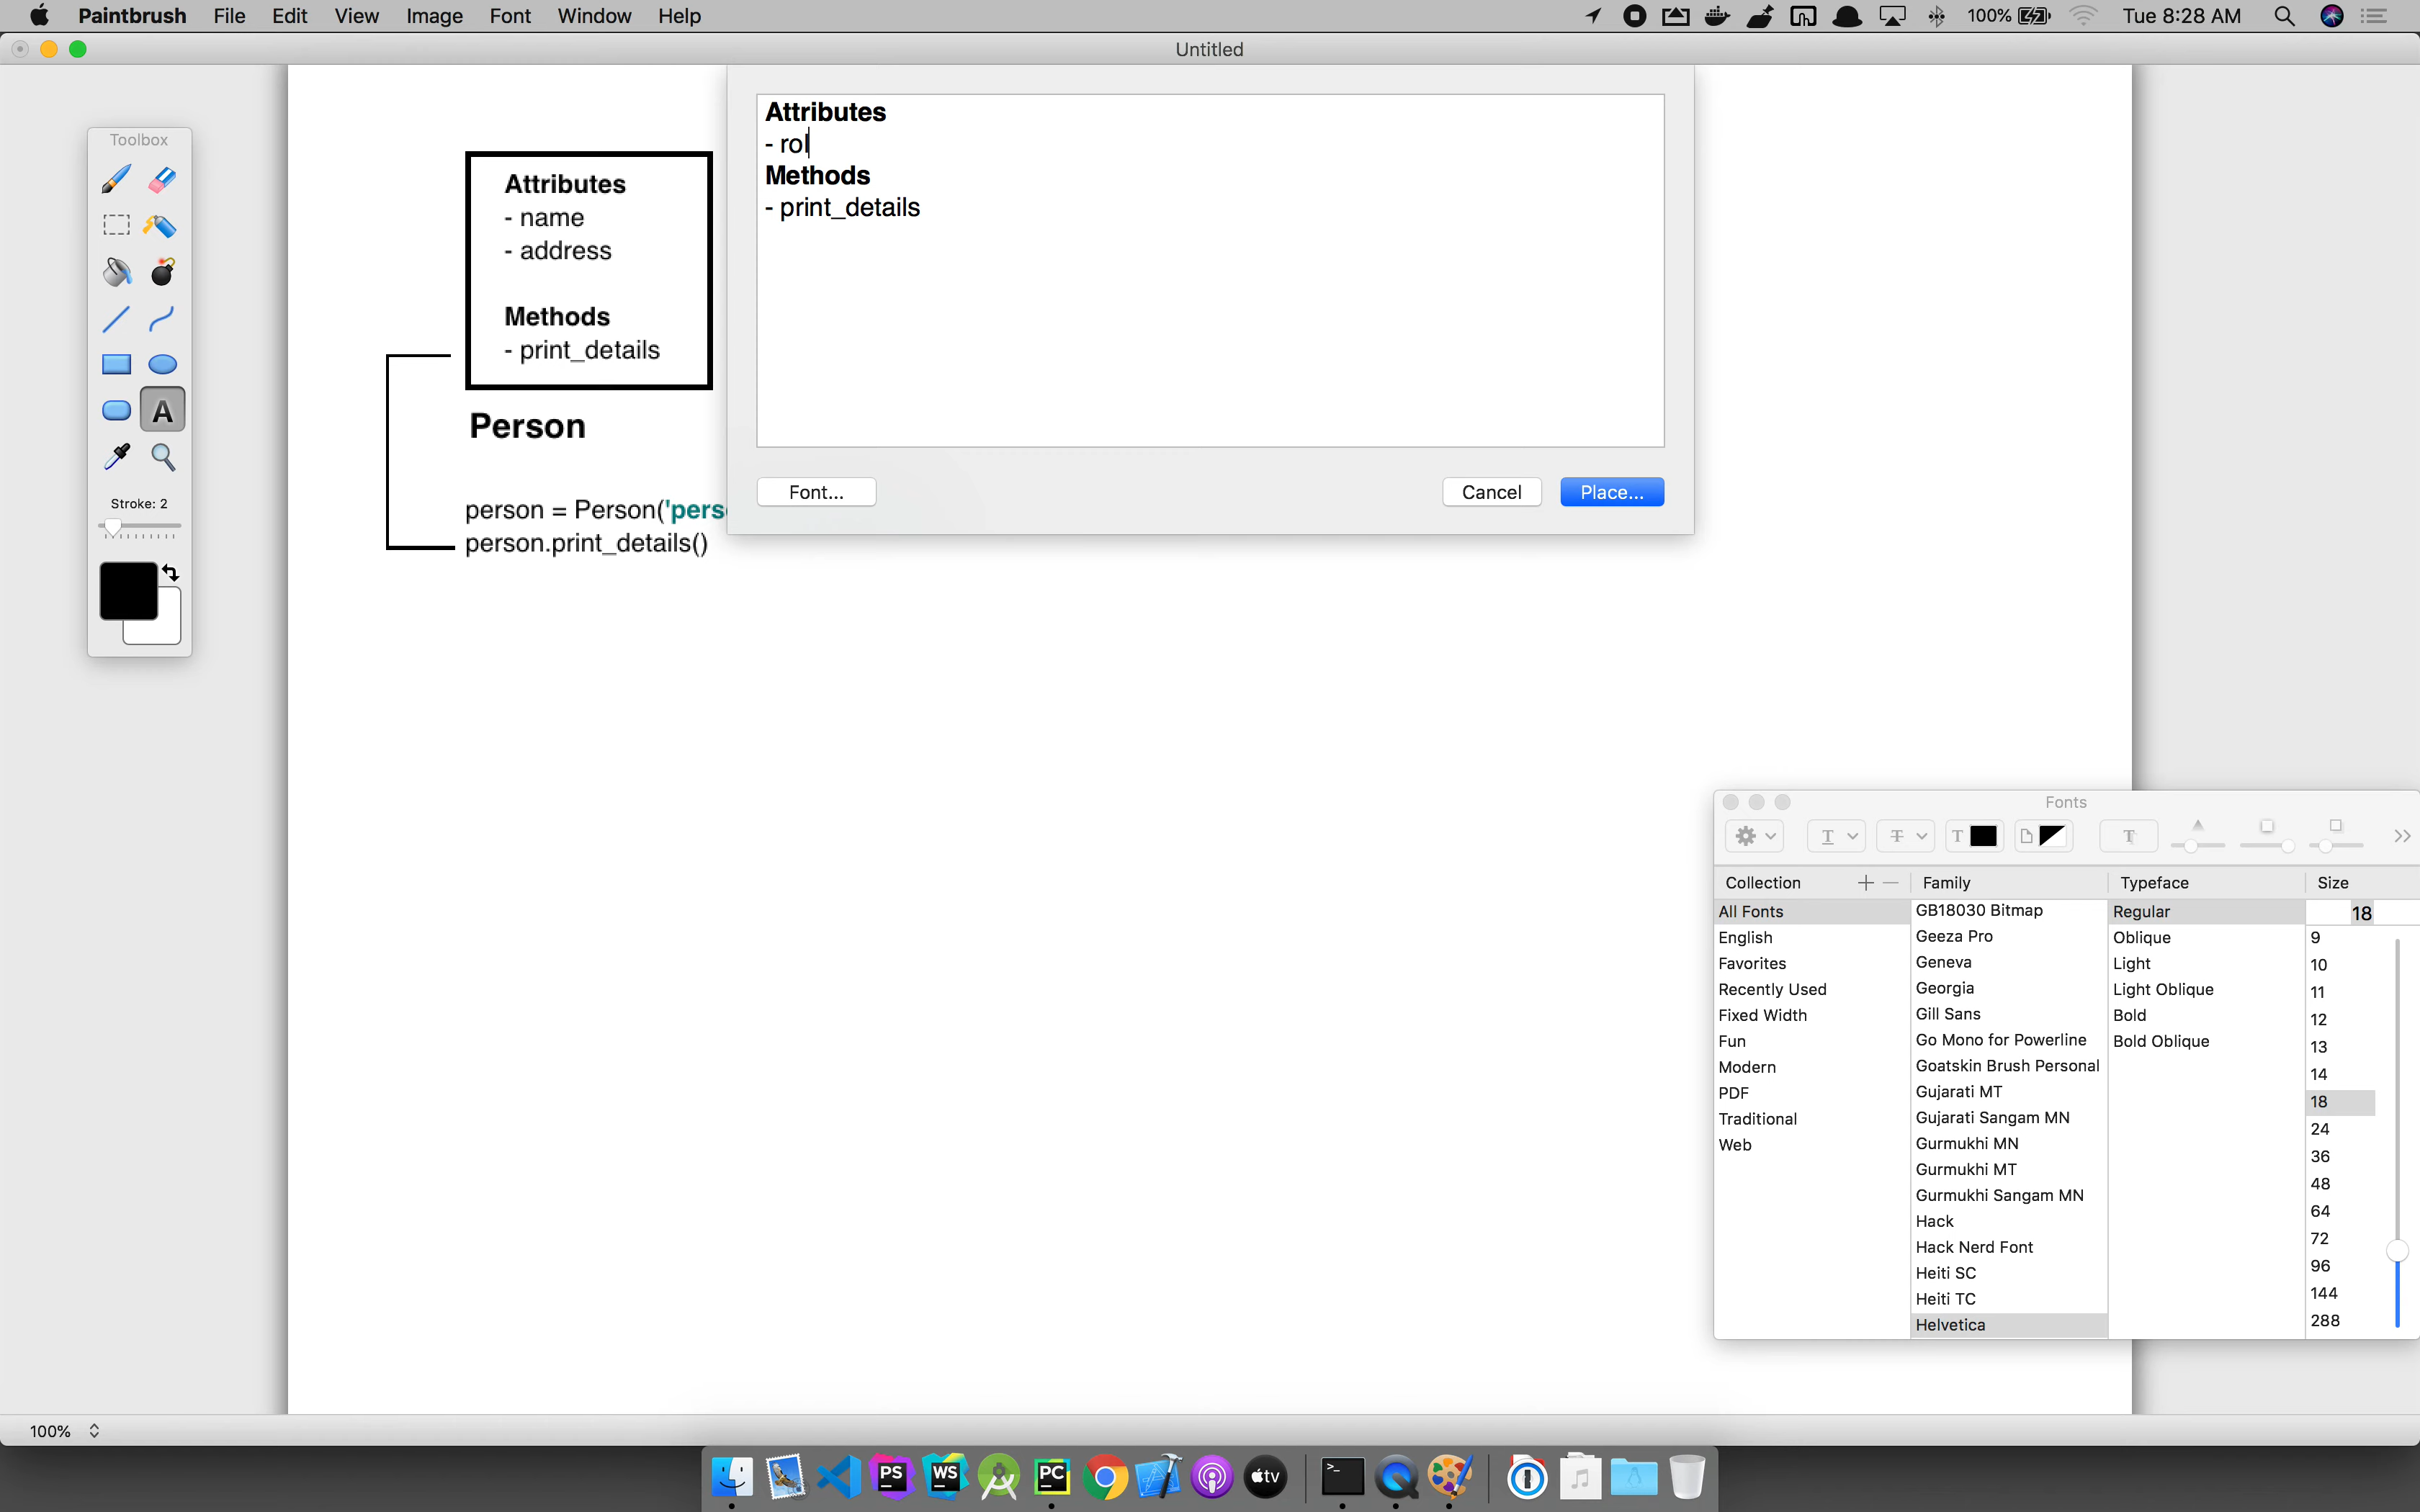 Paintbrush File Edit View Image Font Window Help 100% Tue 8:28 AM
Untitled
Toolbox
Stroke: 2
Attributes
- name
- address
Methods
- print_details
Person
person = Person('pers
person.print_details()
Attributes
- rol
Methods
- print_details
Font... Cancel Place...
Fonts
T T T T
Collection Family Typeface Size
All Fonts
English
Favorites
Recently Used
Fixed Width
Fun
Modern
PDF
Traditional
Web
GB18030 Bitmap
Geeza Pro
Geneva
Georgia
Gill Sans
Go Mono for Powerline
Goatskin Brush Personal
Gujarati MT
Gujarati Sangam MN
Gurmukhi MN
Gurmukhi MT
Gurmukhi Sangam MN
Hack
Hack Nerd Font
Heiti SC
Heiti TC
Helvetica
Regular
Oblique
Light
Light Oblique
Bold
Bold Oblique
18
9
10
11
12
13
14
18
24
36
48
64
72
96
144
288
100%
PS WS PC tv